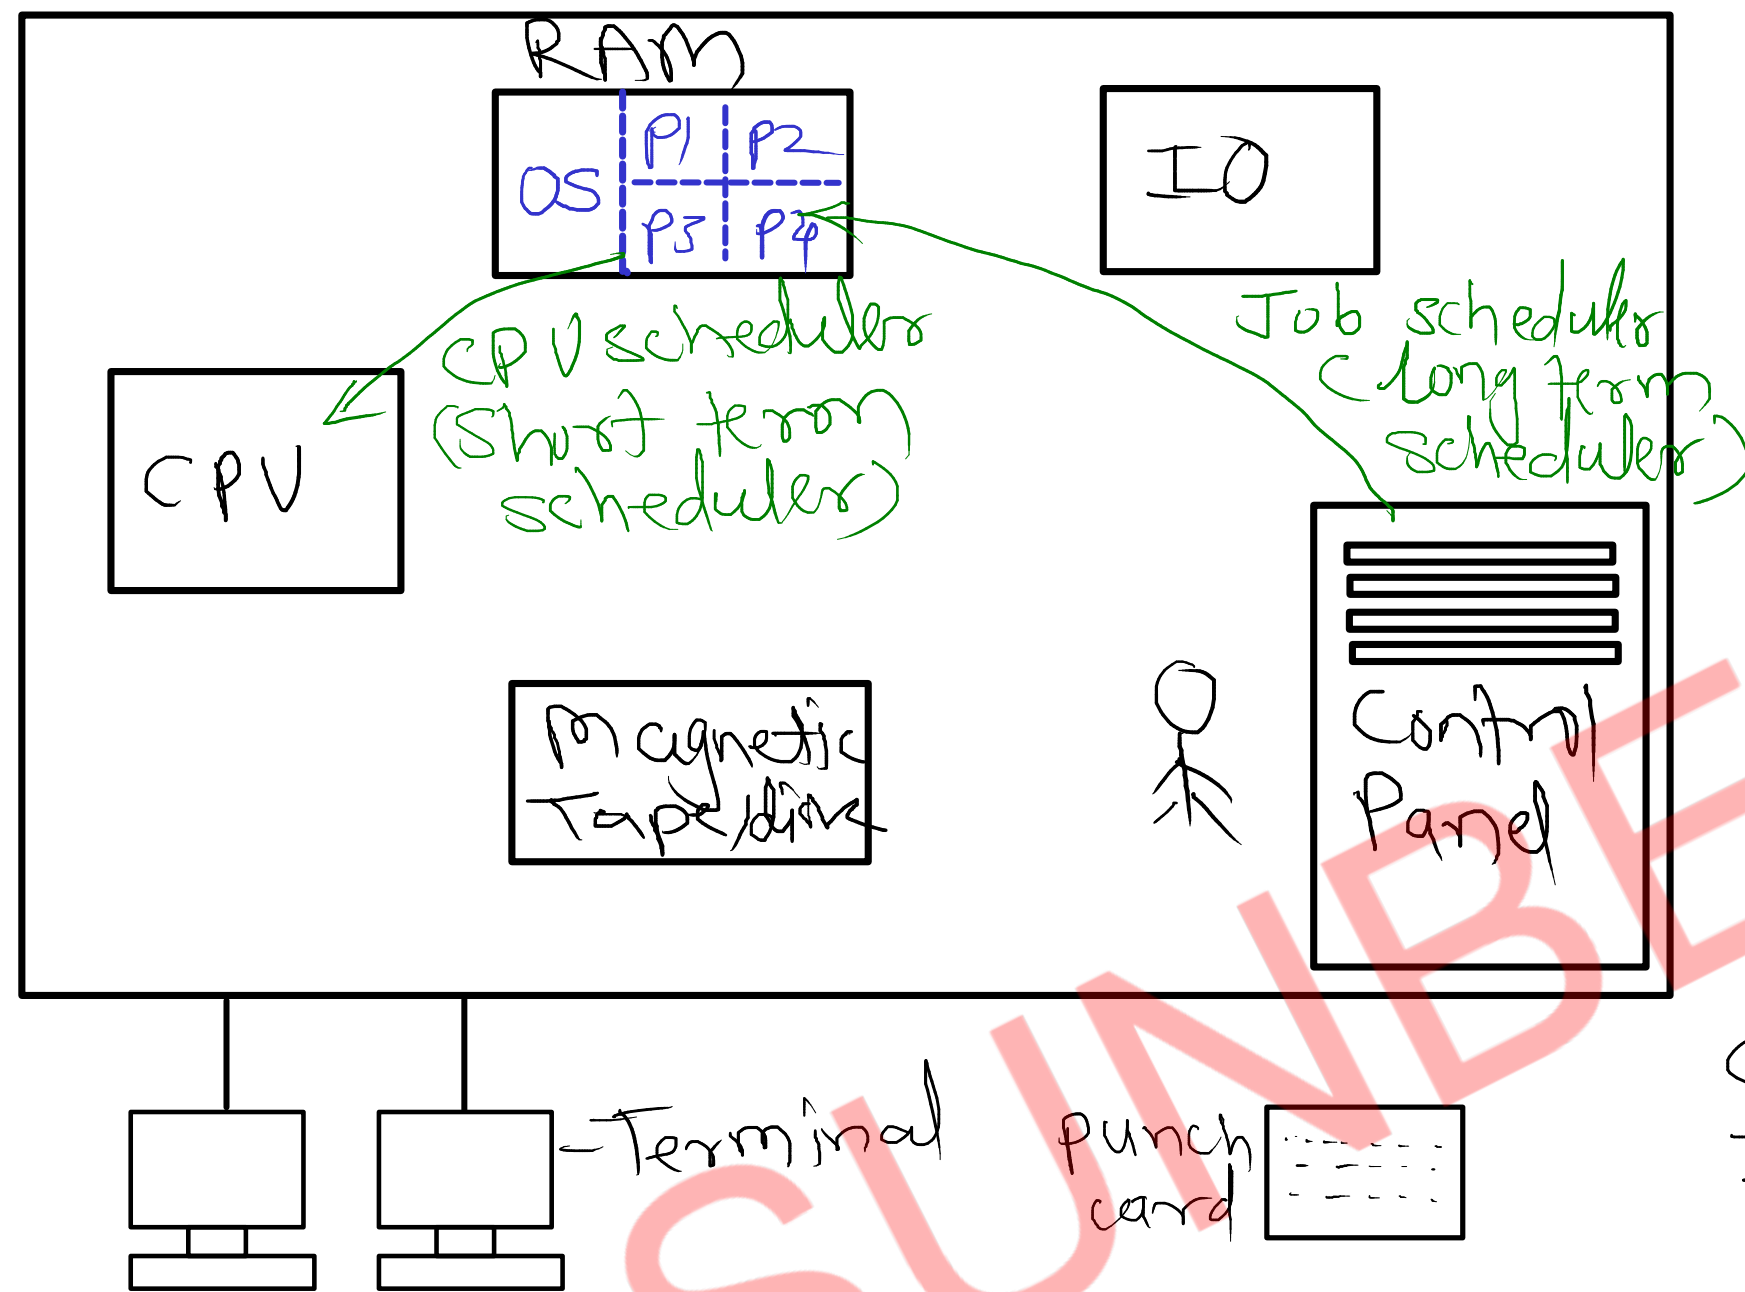 RAM
OS
P1
P2
P3
P4
IO
CPU scheduler
(short term
scheduler)
Job scheduler
(long term
scheduler)
CPU
Magnetic
Tape/disk
Control
Panel
Terminal
punch
card
SUNBE